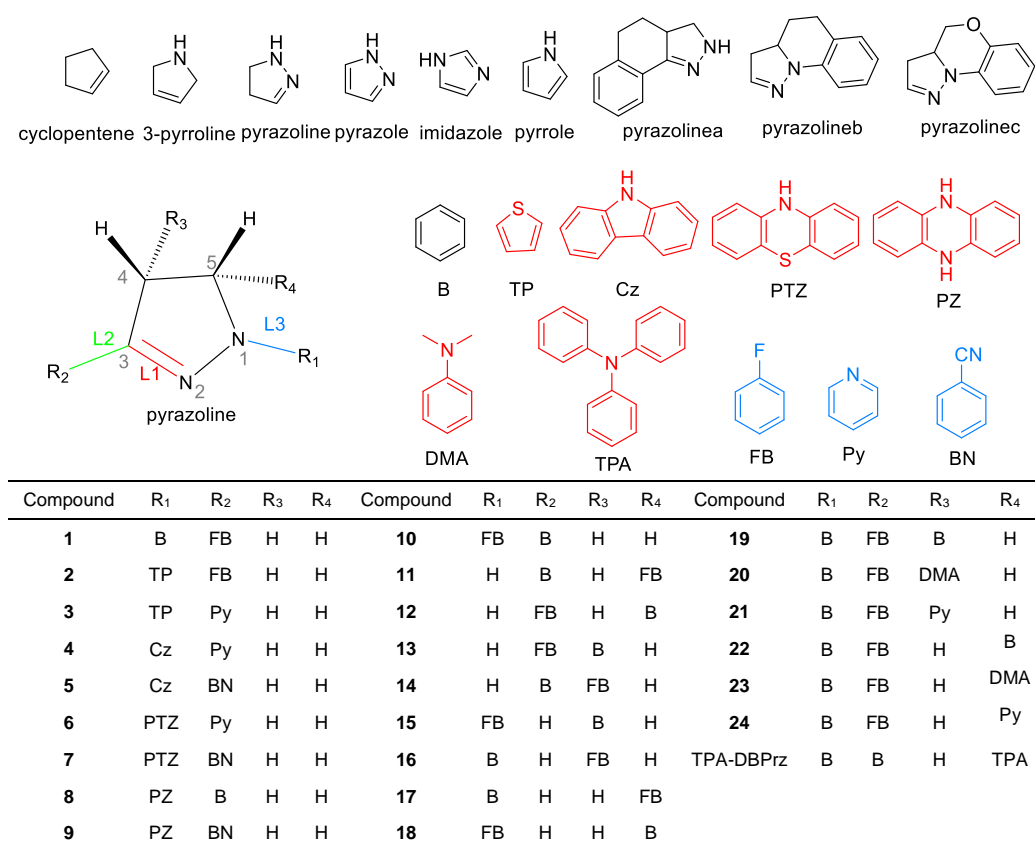 H
N
H
N
N
H
N
N
HN
N
H
N
NH
N
N
N
O
N
N
cyclopentene 3-pyrroline pyrazoline pyrazole imidazole pyrrole pyrazolinea pyrazolineb pyrazolinec
R3
H
H
4
5
R4
L2
L3
R2
3
L1
N
2
N
1
R1
pyrazoline
S
H
N
H
N
S
H
N
N
H
B TP Cz PTZ PZ
N
N
F
N
CN
DMA TPA FB Py BN
Compound R1 R2 R3 R4 Compound R1 R2 R3 R4 Compound R1 R2 R3 R4
1 B FB H H 10 FB B H H 19 B FB B H
2 TP FB H H 11 H B H FB 20 B FB DMA H
3 TP Py H H 12 H FB H B 21 B FB Py H
4 Cz Py H H 13 H FB B H 22 B FB H B
5 Cz BN H H 14 H B FB H 23 B FB H DMA
6 PTZ Py H H 15 FB H B H 24 B FB H Py
7 PTZ BN H H 16 B H FB H TPA-DBPrz B B H TPA
8 PZ B H H 17 B H H FB
9 PZ BN H H 18 FB H H B